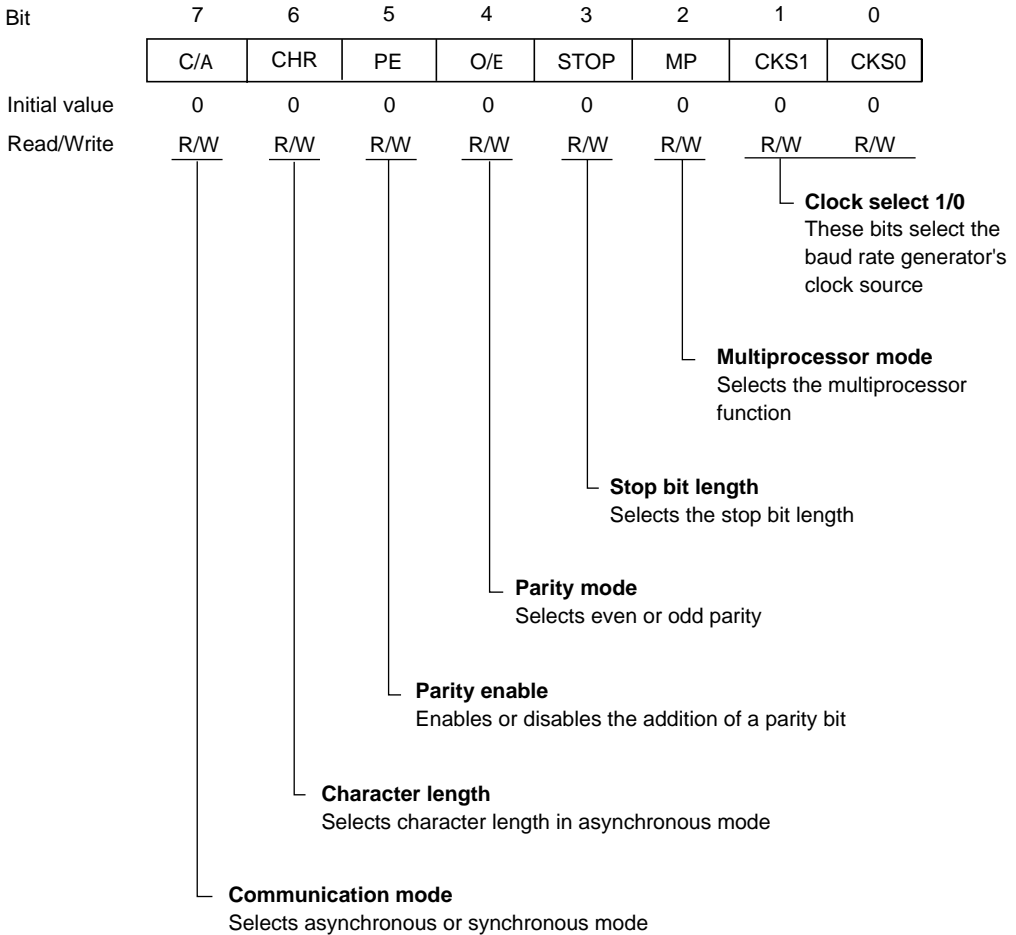 Bit 7 6 5 4 3 2 1 0
C/A CHR PE O/E STOP MP CKS1 CKS0
Initial value 0 0 0 0 0 0 0 0
Read/Write R/W R/W R/W R/W R/W R/W R/W R/W
Clock select 1/0
These bits select the
baud rate generator's
clock source
Multiprocessor mode
Selects the multiprocessor
function
Stop bit length
Selects the stop bit length
Parity mode
Selects even or odd parity
Parity enable
Enables or disables the addition of a parity bit
Character length
Selects character length in asynchronous mode
Communication mode
Selects asynchronous or synchronous mode